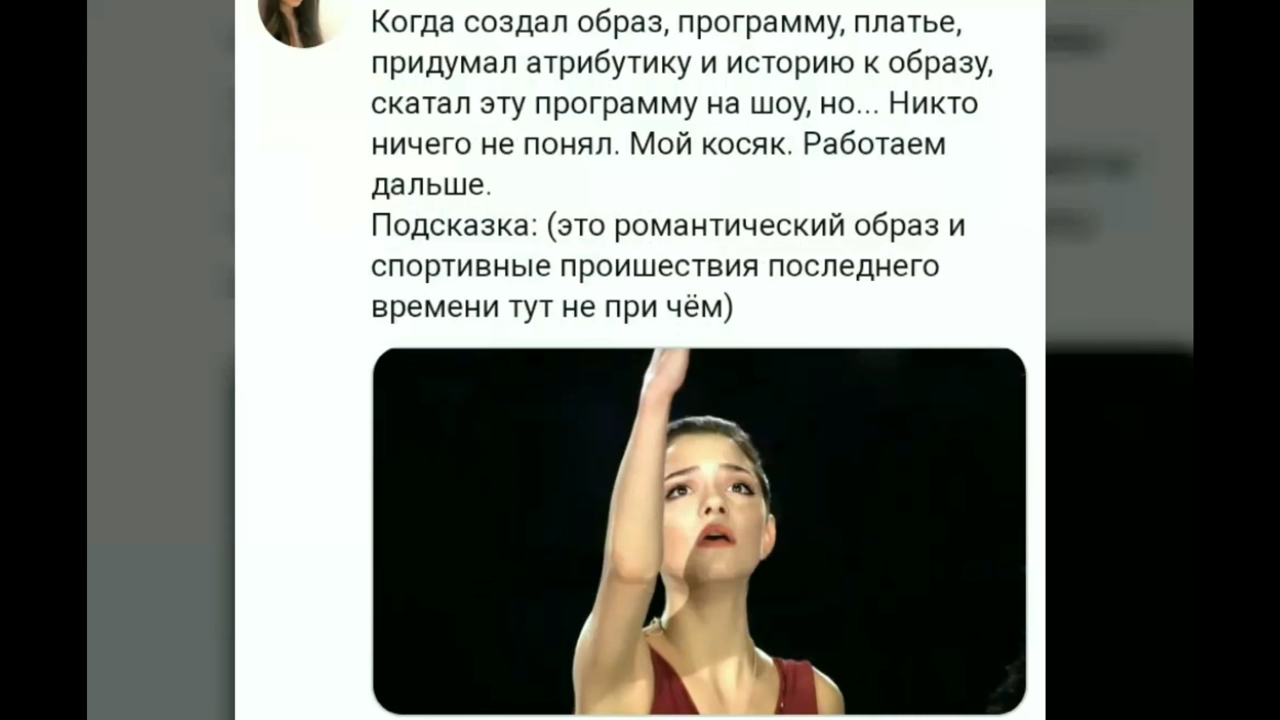 Когда создал образ, программу, платье,
придумал атрибутику и историю к образу,
скатал эту программу на шоу, но... Никто
ничего не понял. Мой косяк. Работаем
дальше.
Подсказка: (это романтический образ и
спортивные проишествия последнего
времени тут не при чём)